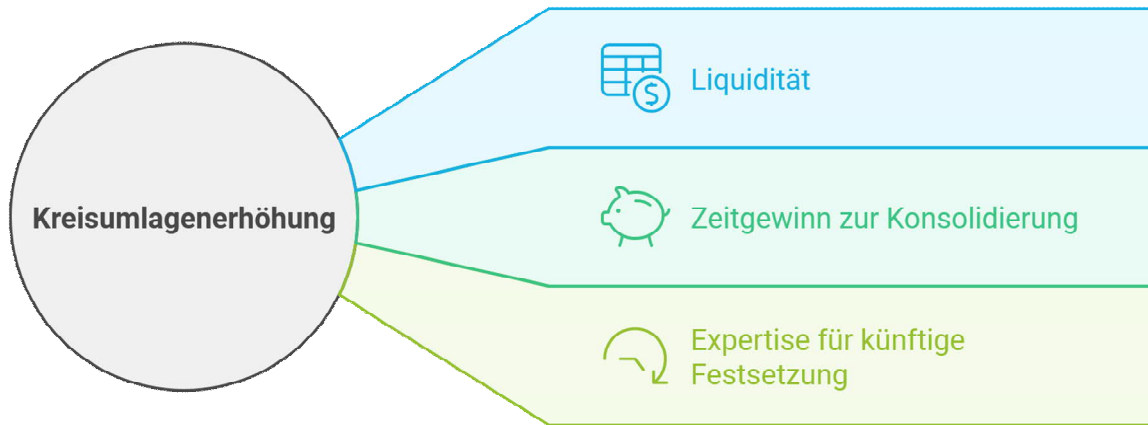 Kreisumlagenerhöhung
Liquidität
Zeitgewinn zur Konsolidierung
Expertise für künftige
Festsetzung